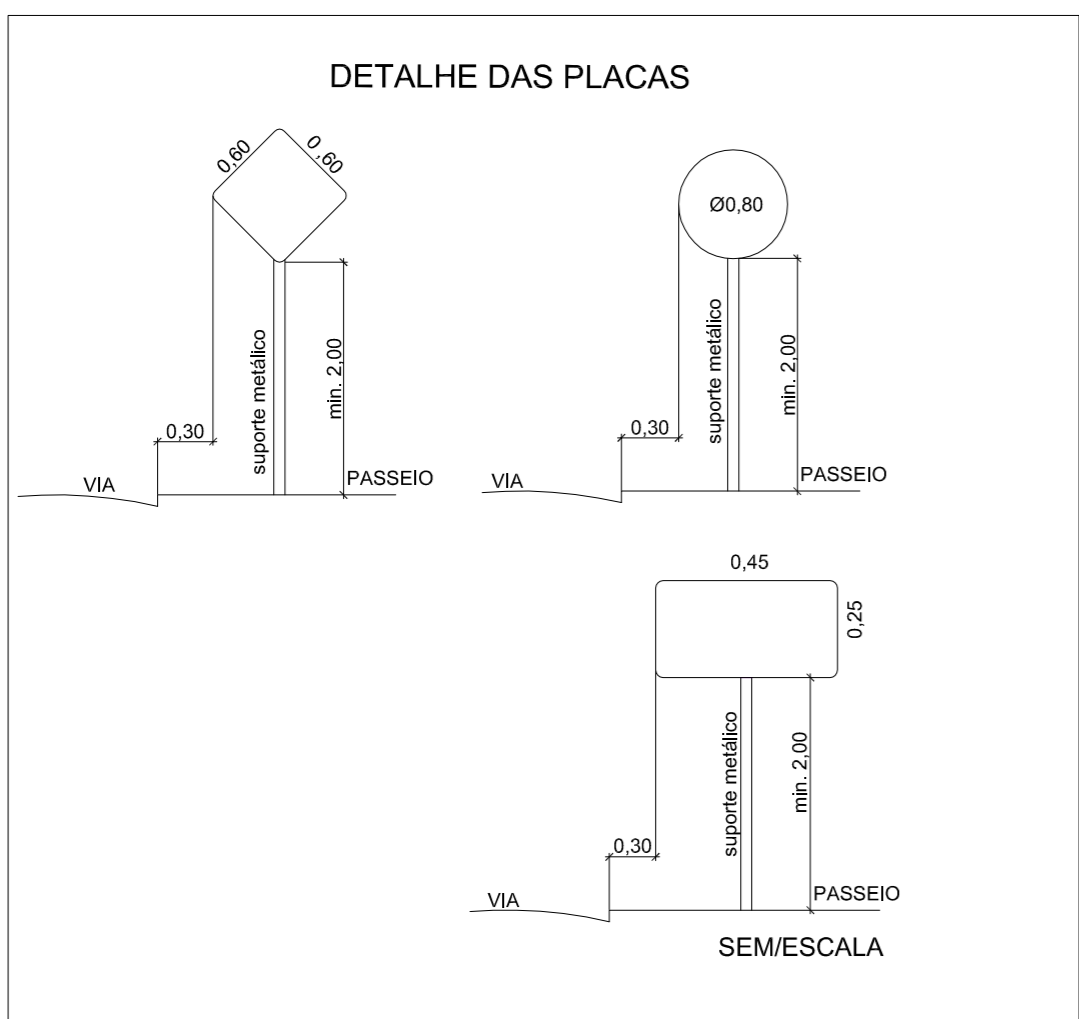 DETALHE DAS PLACAS
0,60
0,60
suporte metálico
min. 2,00
0,30
VIA
PASSEIO
Ø0,80
suporte metálico
min. 2,00
0,30
VIA
PASSEIO
0,45
0,25
suporte metálico
min. 2,00
0,30
VIA
PASSEIO
SEM/ESCALA